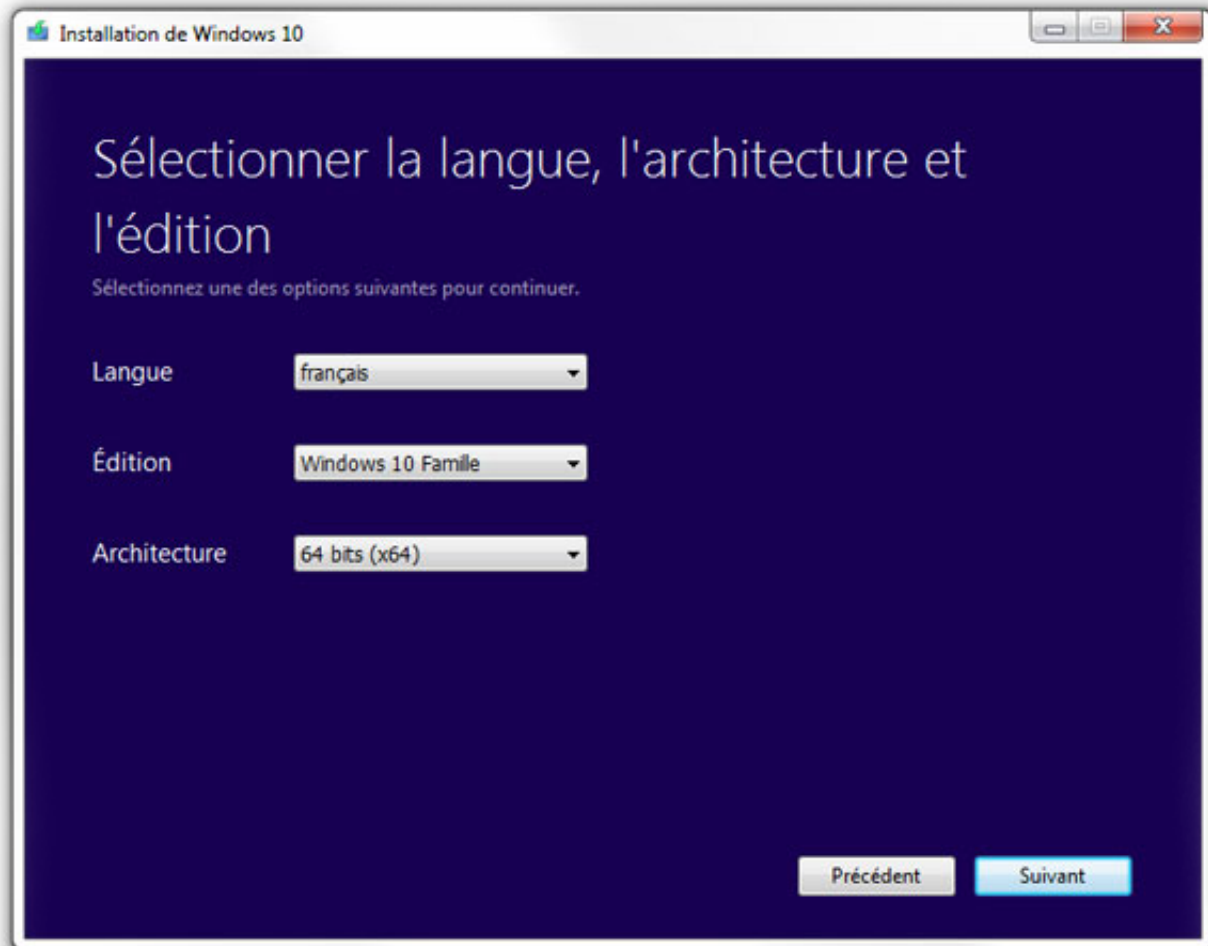 Installation de Windows 10
Sélectionner la langue, l'architecture et
l'édition
Sélectionnez une des options suivantes pour continuer.
Langue français
Édition Windows 10 Famille
Architecture 64 bits (x64)
Précédent Suivant